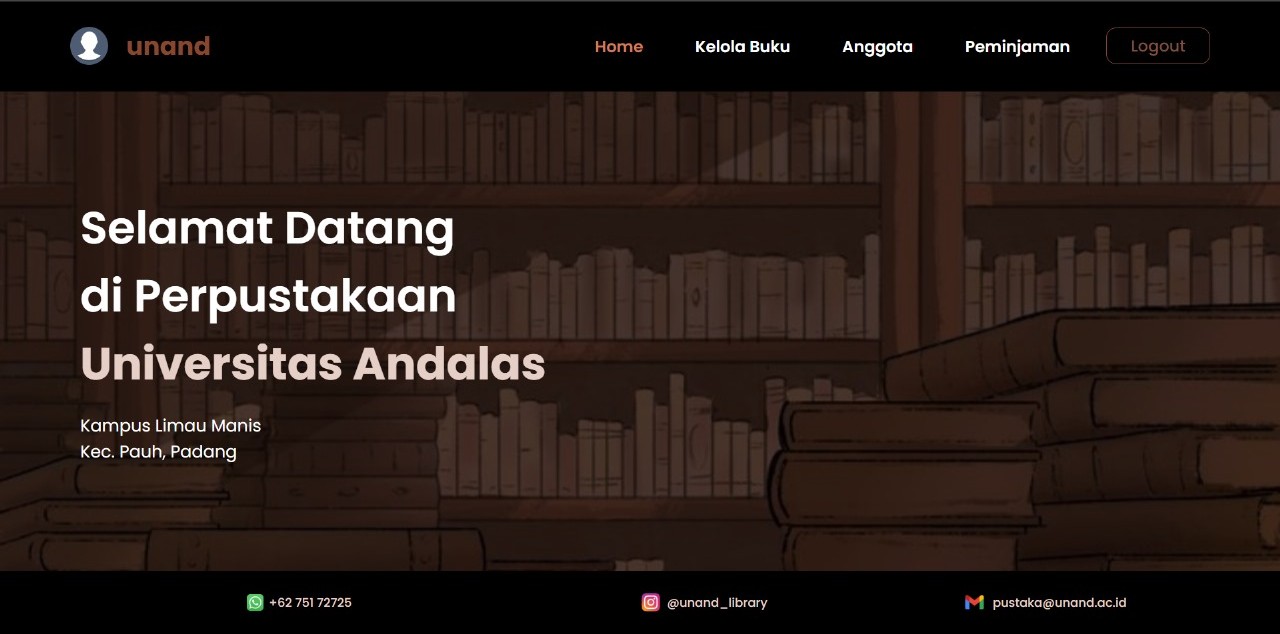 unand
Home
Kelola Buku
Anggota
Peminjaman
Logout
Selamat Datang
di Perpustakaan
Universitas Andalas
Kampus Limau Manis
Kec. Pauh, Padang
+62 751 72725
@unand_library
pustaka@unand.ac.id